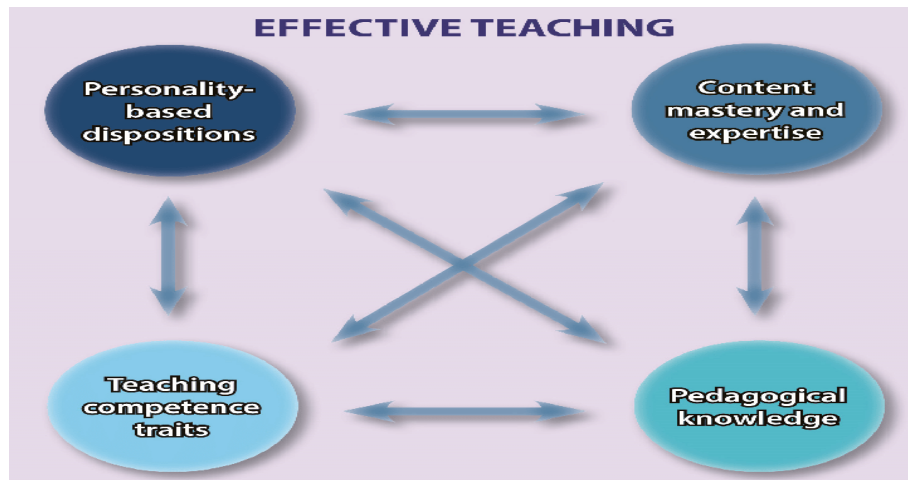 EFFECTIVE TEACHING
Personality-
based
dispositions
Content
mastery and
expertise
Teaching
competence
traits
Pedagogical
knowledge